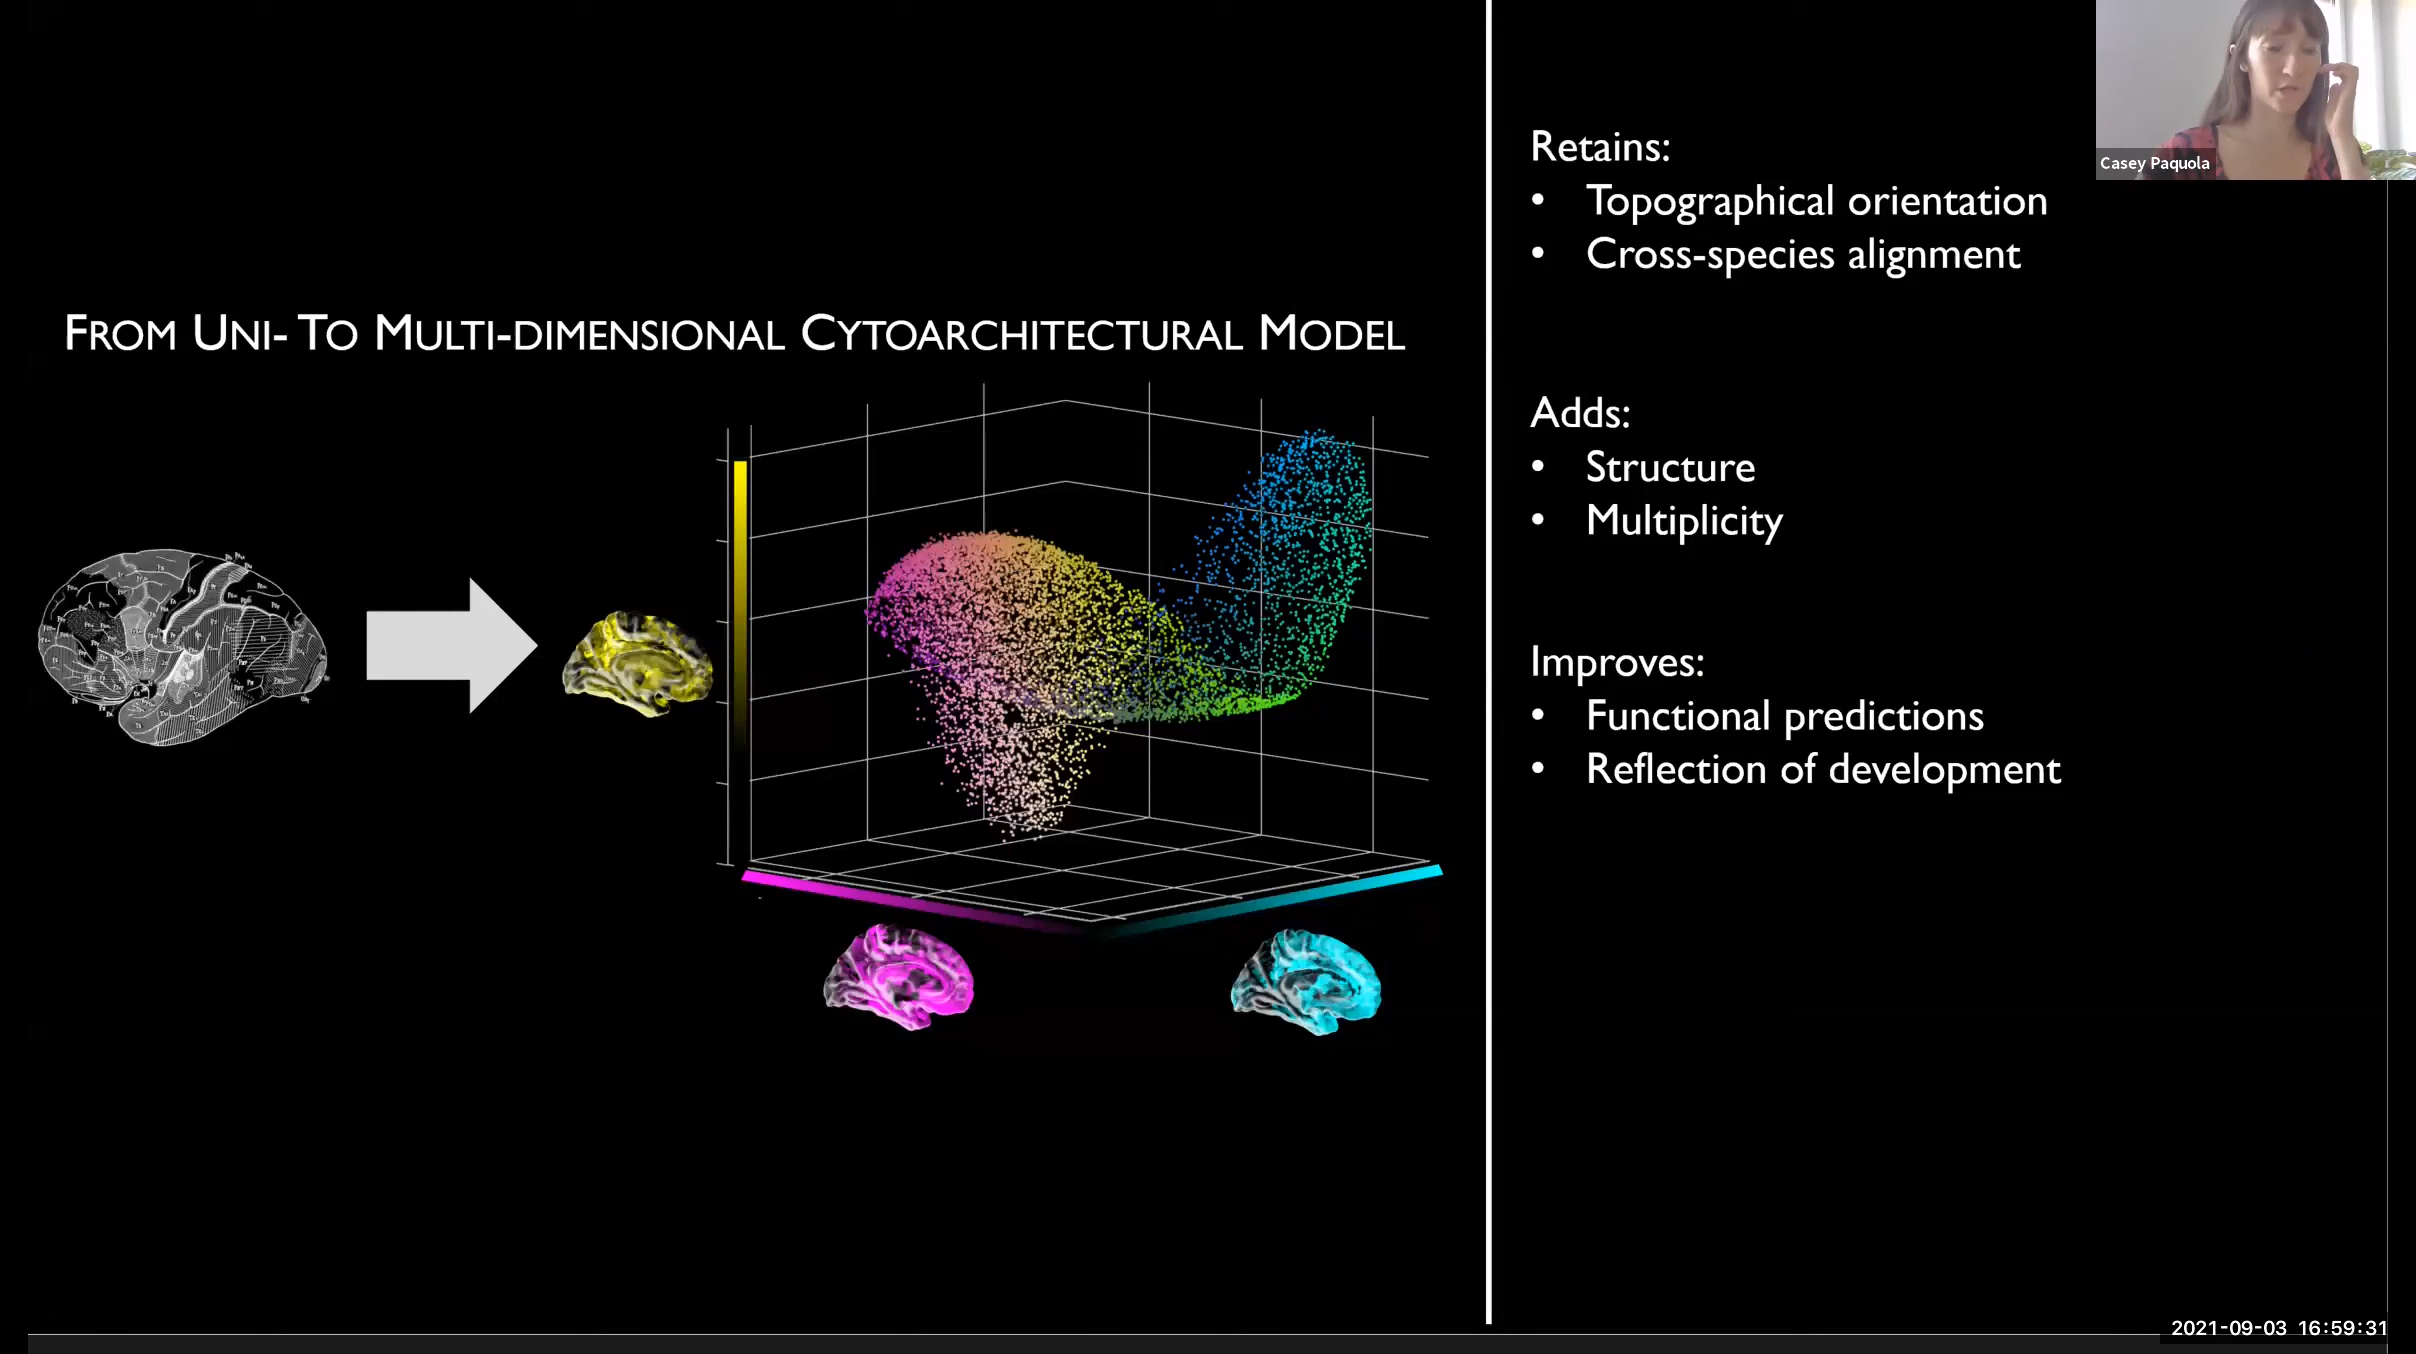 Casey Paquola
FROM UNI- TO MULTI-DIMENSIONAL CYTOARCHITECTURAL MODEL
Retains:
• Topographical orientation
• Cross-species alignment
Adds:
• Structure
• Multiplicity
Improves:
• Functional predictions
• Reflection of development
2021-09-03 16:59:31